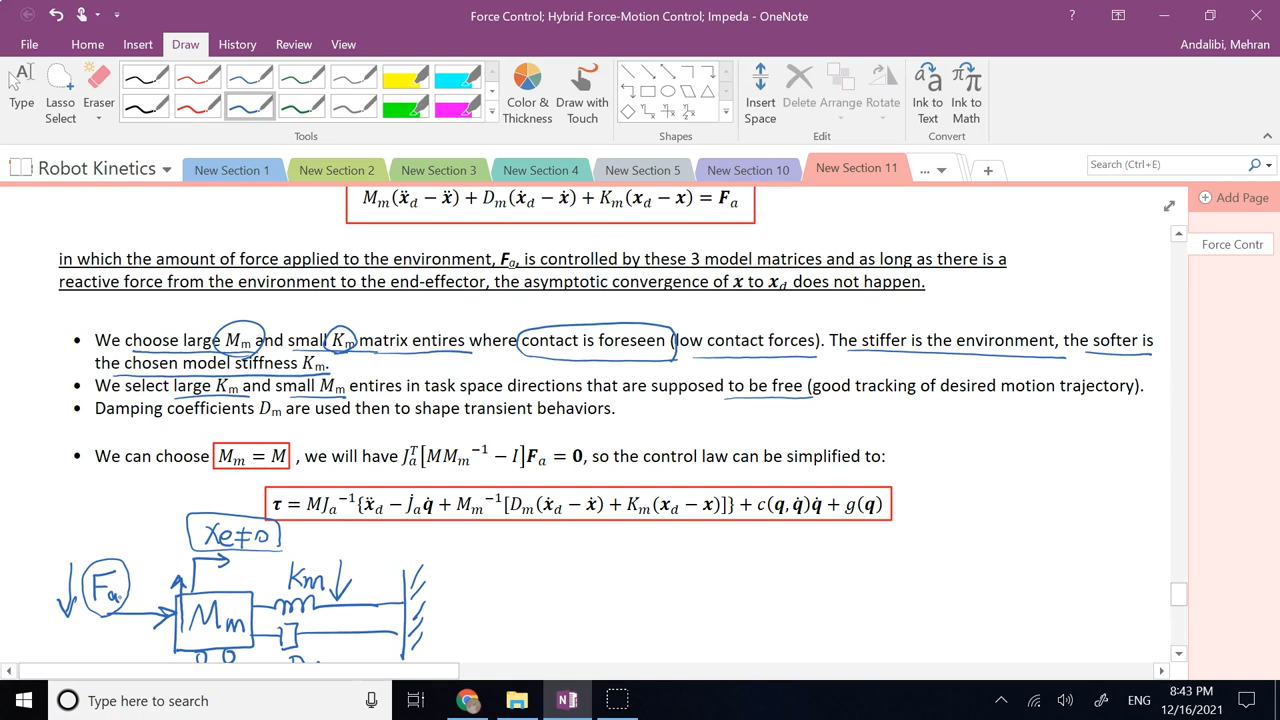 Force Control; Hybrid Force-Motion Control; Impeda - OneNote
File Home Insert Draw History Review View
Andalibi, Mehran
Type
Lasso Select
Eraser
Color & Thickness
Draw with Touch
Insert Space
Delete
Arrange
Rotate
Ink to Text
Ink to Math
Tools
Shapes
Edit
Convert
Robot Kinetics
New Section 1 New Section 2 New Section 3 New Section 4 New Section 5 New Section 10 New Section 11 ...
Search (Ctrl+E)
Add Page
Force Contr
Mₘ(ẍ_d − ẍ) + Dₘ(ẋ_d − ẋ) + Kₘ(x_d − x) = Fₐ
in which the amount of force applied to the environment, Fₐ, is controlled by these 3 model matrices and as long as there is a
reactive force from the environment to the end-effector, the asymptotic convergence of x to x_d does not happen.
• We choose large Mₘ and small Kₘ matrix entires where contact is foreseen (low contact forces). The stiffer is the environment, the softer is
the chosen model stiffness Kₘ.
• We select large Kₘ and small Mₘ entires in task space directions that are supposed to be free (good tracking of desired motion trajectory).
• Damping coefficients Dₘ are used then to shape transient behaviors.
• We can choose Mₘ = M , we will have Jₐᵀ[MMₘ⁻¹ − I]Fₐ = 0, so the control law can be simplified to:
τ = MJₐ⁻¹{ẍ_d − J̇ₐq̇ + Mₘ⁻¹[Dₘ(ẋ_d − ẋ) + Kₘ(x_d − x)]} + c(q, q̇)q̇ + g(q)
Xe≠0
Fₐ
Km
Mm
Type here to search
ENG
8:43 PM
12/16/2021